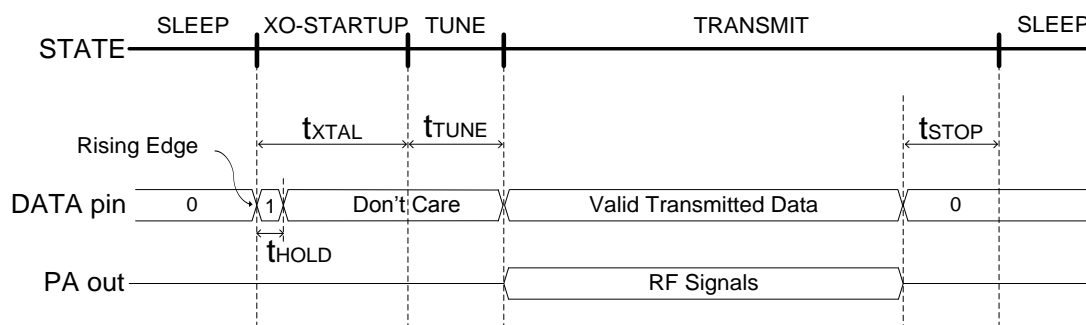 SLEEP XO-STARTUP TUNE TRANSMIT SLEEP
STATE
tXTAL tTUNE tSTOP
Rising Edge
DATA pin 0 1 Don't Care Valid Transmitted Data 0
tHOLD
PA out RF Signals